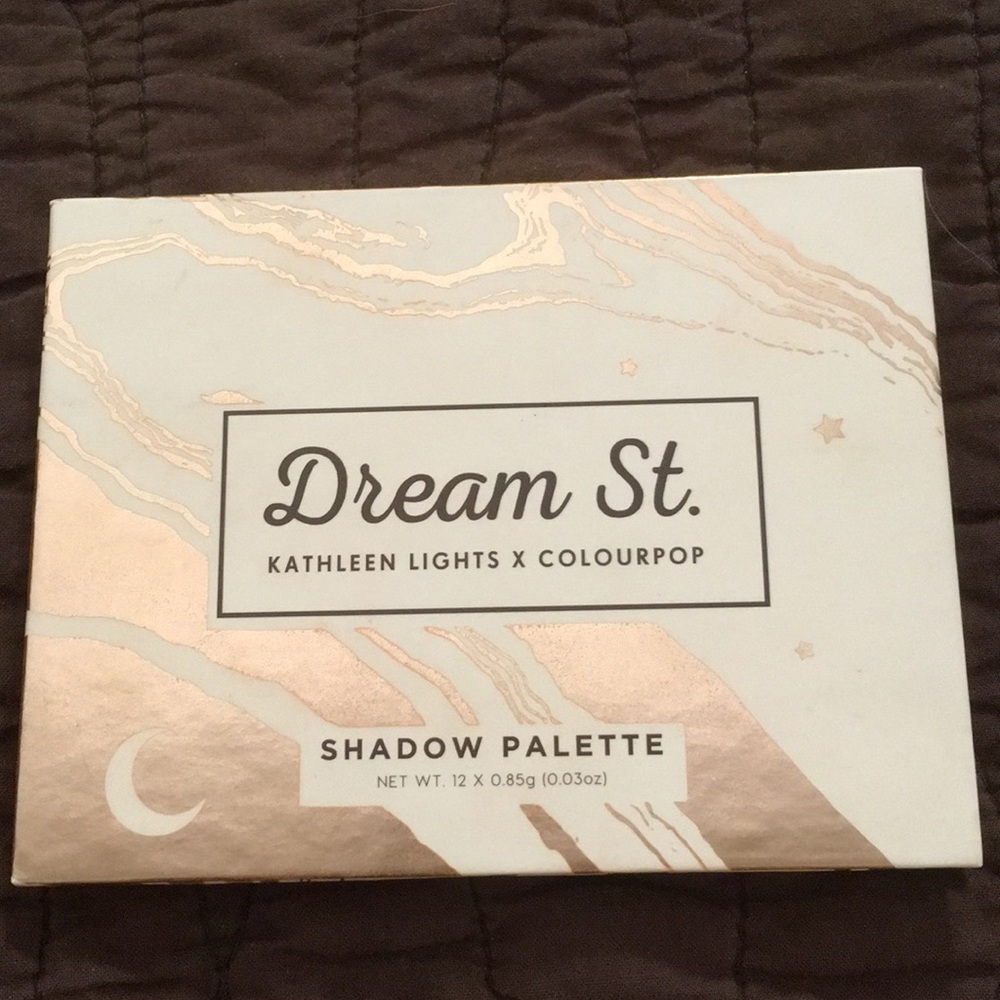 Dream St.
KATHLEEN LIGHTS X COLOURPOP
SHADOW PALETTE
NET WT. 12 X 0.85g (0.03oz)